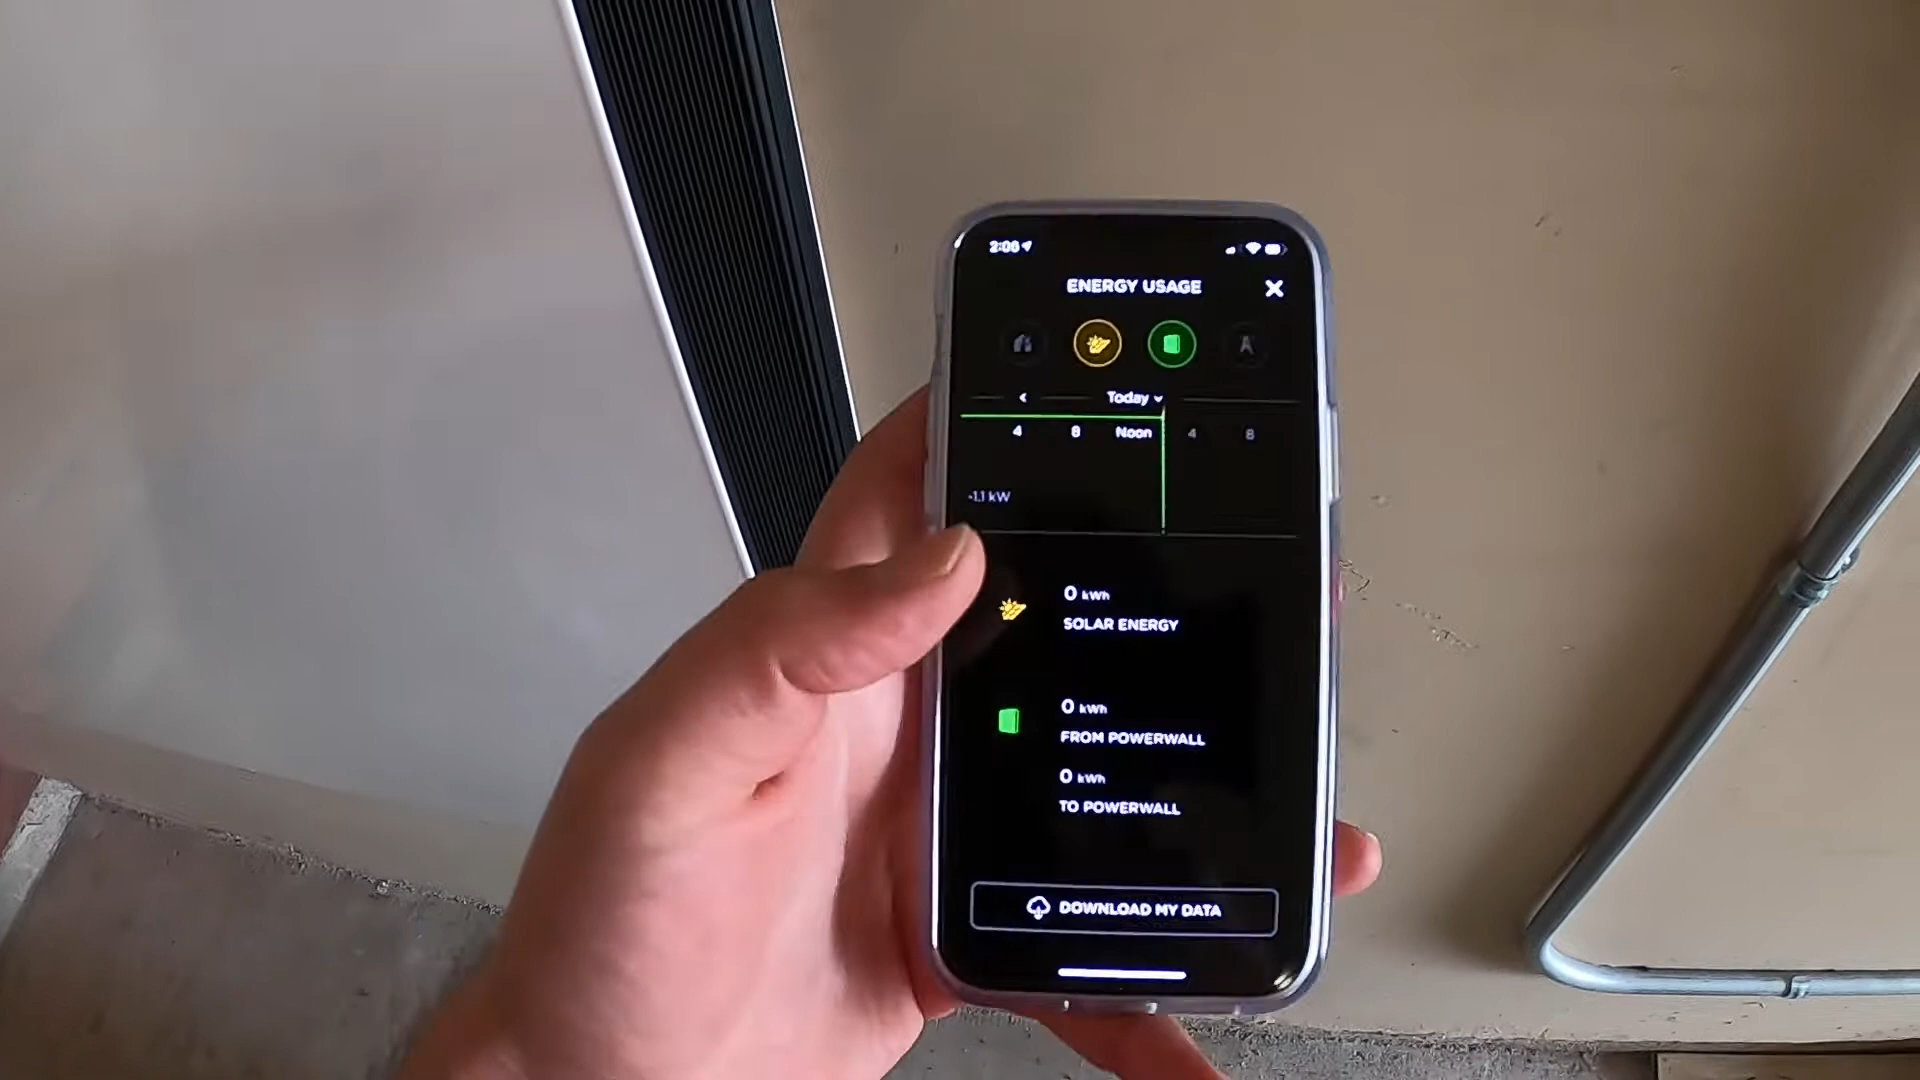 2:06
ENERGY USAGE
Today
4 8 Noon 4 8
-1.1 kW
0 kWh
SOLAR ENERGY
0 kWh
FROM POWERWALL
0 kWh
TO POWERWALL
DOWNLOAD MY DATA